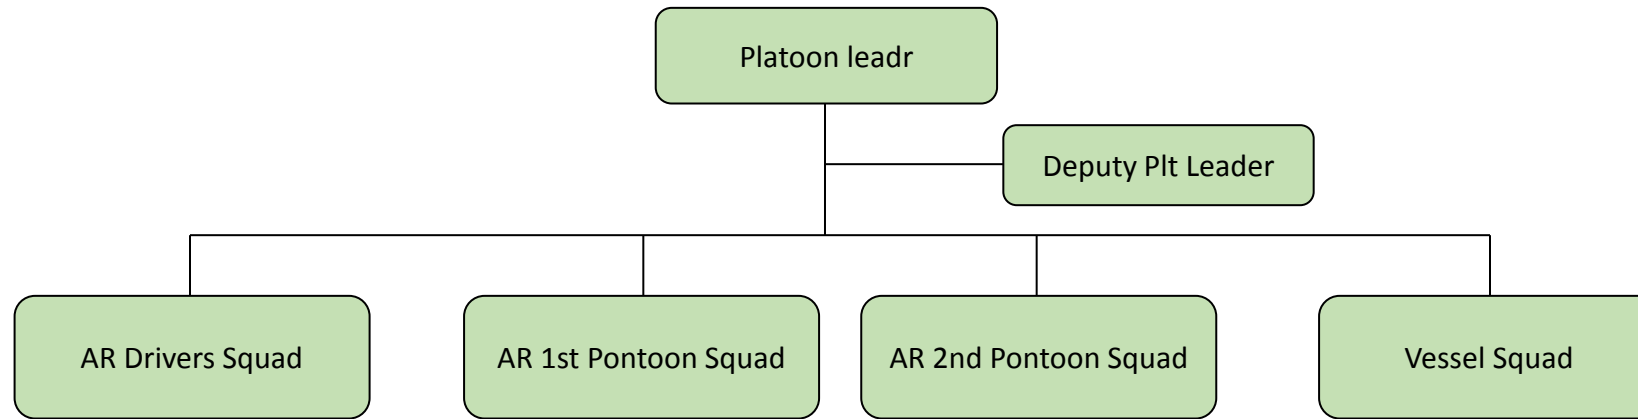 Platoon leadr
Deputy Plt Leader
AR Drivers Squad
AR 1st Pontoon Squad
AR 2nd Pontoon Squad
Vessel Squad